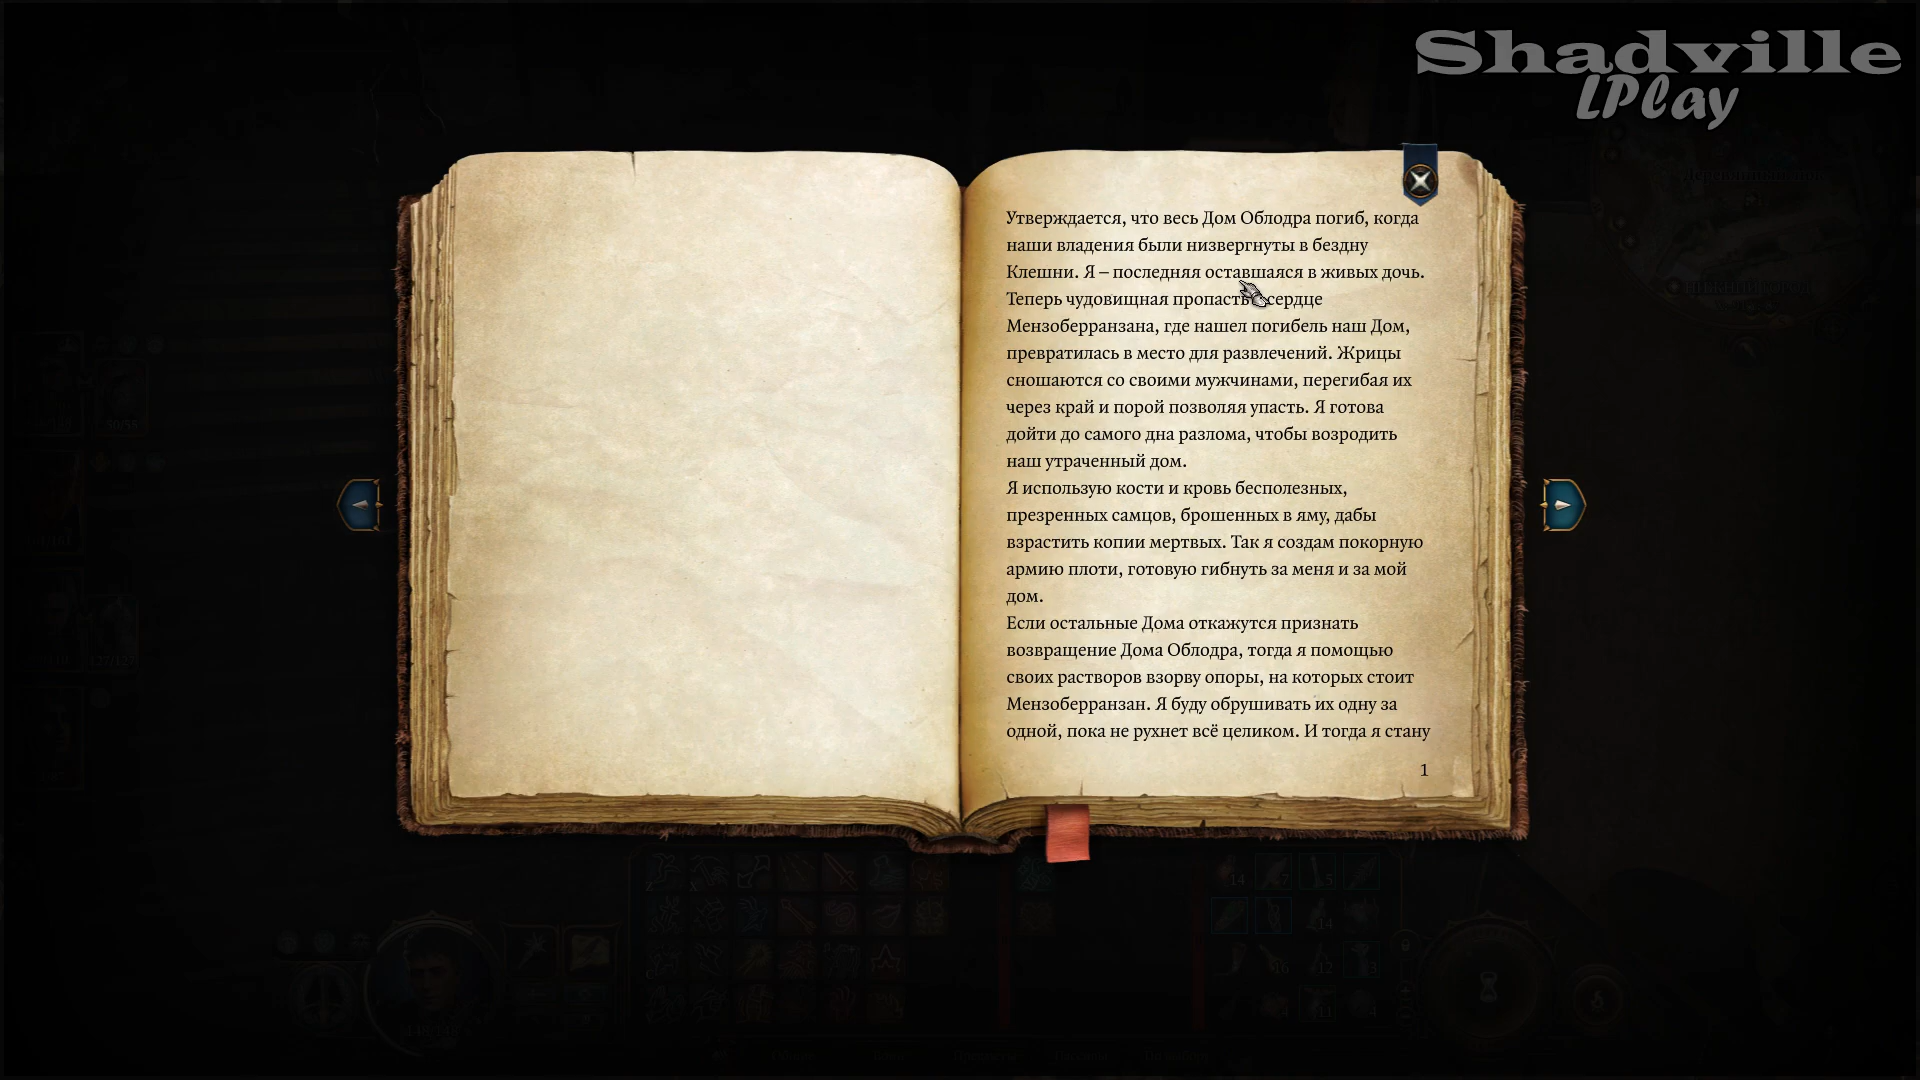 Shadville
LPlay
Утверждается, что весь Дом Облодра погиб, когда
наши владения были низвергнуты в бездну
Клешни. Я – последняя оставшаяся в живых дочь.
Теперь чудовищная пропасть сердце
Мензоберранзана, где нашел погибель наш Дом,
превратилась в место для развлечений. Жрицы
сношаются со своими мужчинами, перегибая их
через край и порой позволяя упасть. Я готова
дойти до самого дна разлома, чтобы возродить
наш утраченный дом.
Я использую кости и кровь бесполезных,
презренных самцов, брошенных в яму, дабы
взрастить копии мертвых. Так я создам покорную
армию плоти, готовую гибнуть за меня и за мой
дом.
Если остальные Дома откажутся признать
возвращение Дома Облодра, тогда я помощью
своих растворов взорву опоры, на которых стоит
Мензоберранзан. Я буду обрушивать их одну за
одной, пока не рухнет всё целиком. И тогда я стану
1